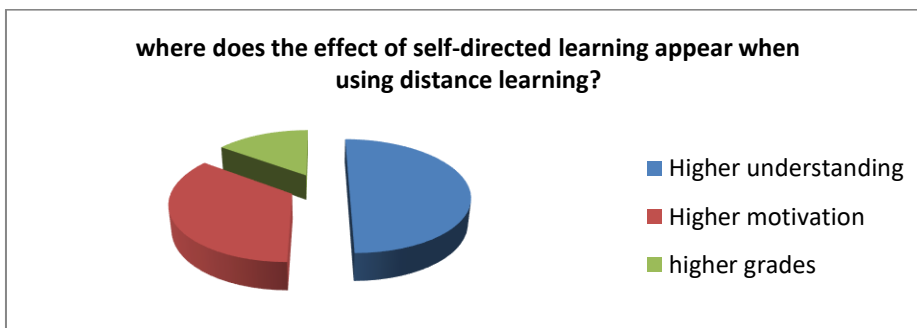 where does the effect of self-directed learning appear when
using distance learning?
Higher understanding
Higher motivation
higher grades